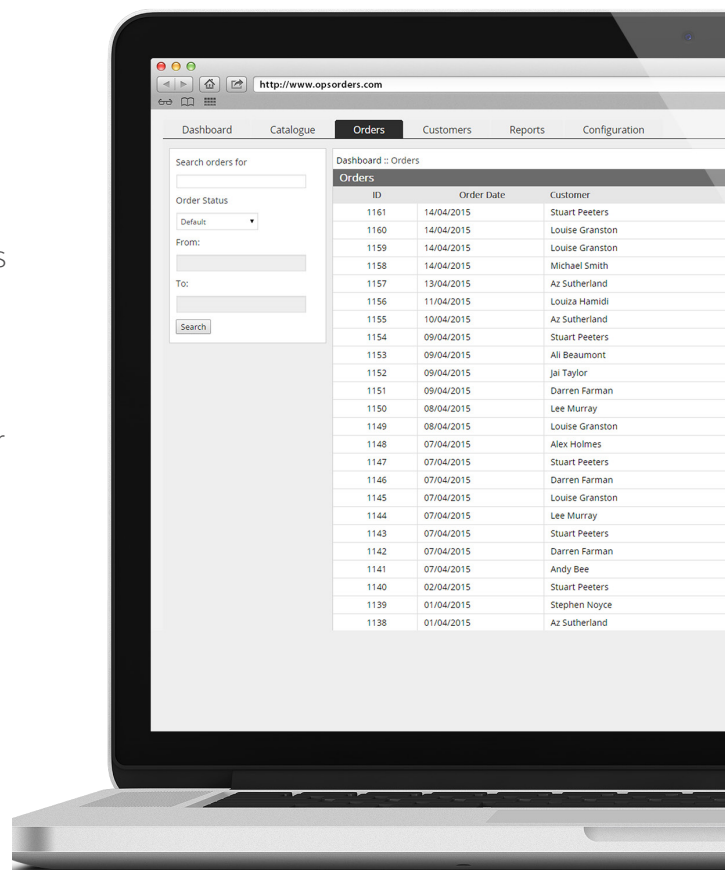 http://www.opsorders.com
Dashboard Catalogue Orders Customers Reports Configuration
Search orders for
Order Status
Default
From:
To:
Search
Dashboard :: Orders
Orders
ID Order Date Customer
1161 14/04/2015 Stuart Peeters
1160 14/04/2015 Louise Granston
1159 14/04/2015 Louise Granston
1158 14/04/2015 Michael Smith
1157 13/04/2015 Az Sutherland
1156 11/04/2015 Louiza Hamidi
1155 10/04/2015 Az Sutherland
1154 09/04/2015 Stuart Peeters
1153 09/04/2015 Ali Beaumont
1152 09/04/2015 Jai Taylor
1151 09/04/2015 Darren Farman
1150 08/04/2015 Lee Murray
1149 08/04/2015 Louise Granston
1148 07/04/2015 Alex Holmes
1147 07/04/2015 Stuart Peeters
1146 07/04/2015 Darren Farman
1145 07/04/2015 Louise Granston
1144 07/04/2015 Lee Murray
1143 07/04/2015 Stuart Peeters
1142 07/04/2015 Darren Farman
1141 07/04/2015 Andy Bee
1140 02/04/2015 Stuart Peeters
1139 01/04/2015 Stephen Noyce
1138 01/04/2015 Az Sutherland